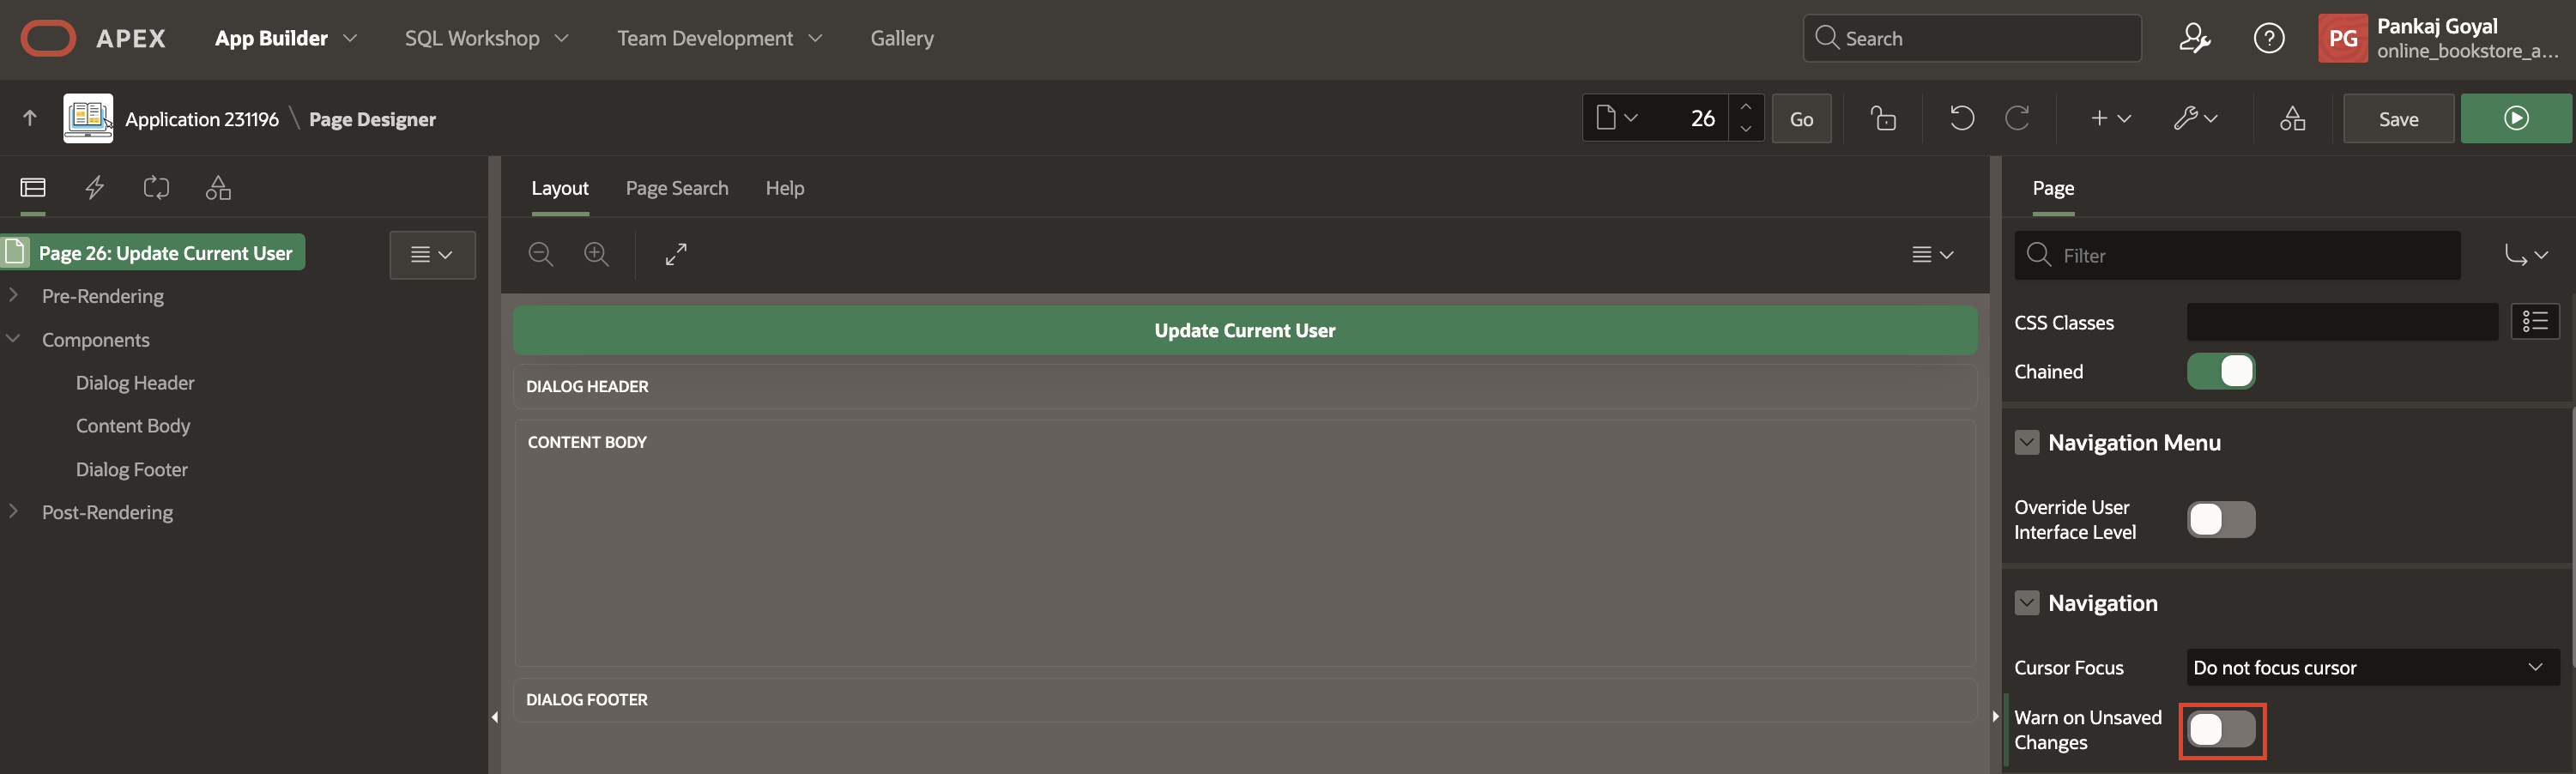 APEX App Builder SQL Workshop Team Development Gallery Search PG Pankaj Goyal
online_bookstore_a...
Application 231196 \ Page Designer 26 Go Save
Layout Page Search Help
Page
Page 26: Update Current User
Pre-Rendering
Components
Dialog Header
Content Body
Dialog Footer
Post-Rendering
Update Current User
DIALOG HEADER
CONTENT BODY
DIALOG FOOTER
Filter
CSS Classes
Chained
Navigation Menu
Override User
Interface Level
Navigation
Cursor Focus Do not focus cursor
Warn on Unsaved
Changes